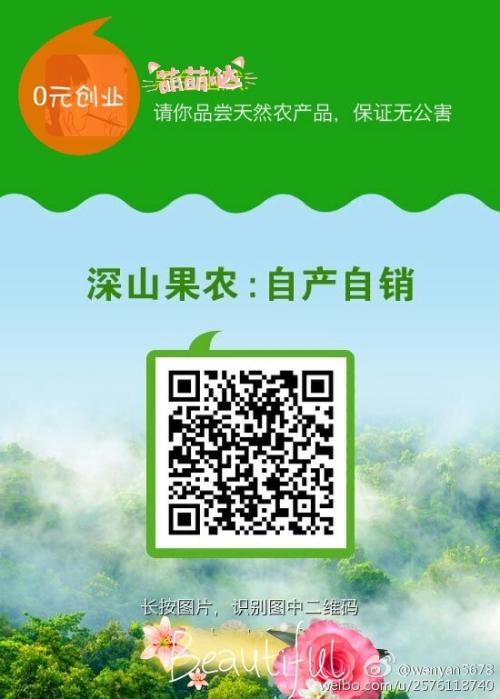 0元创业
萌萌哒
请你品尝天然农产品，保证无公害
深山果农:自产自销
长按图片，识别图中二维码
Beautiful
@wanyan3678
weibo.com/u/2576118740